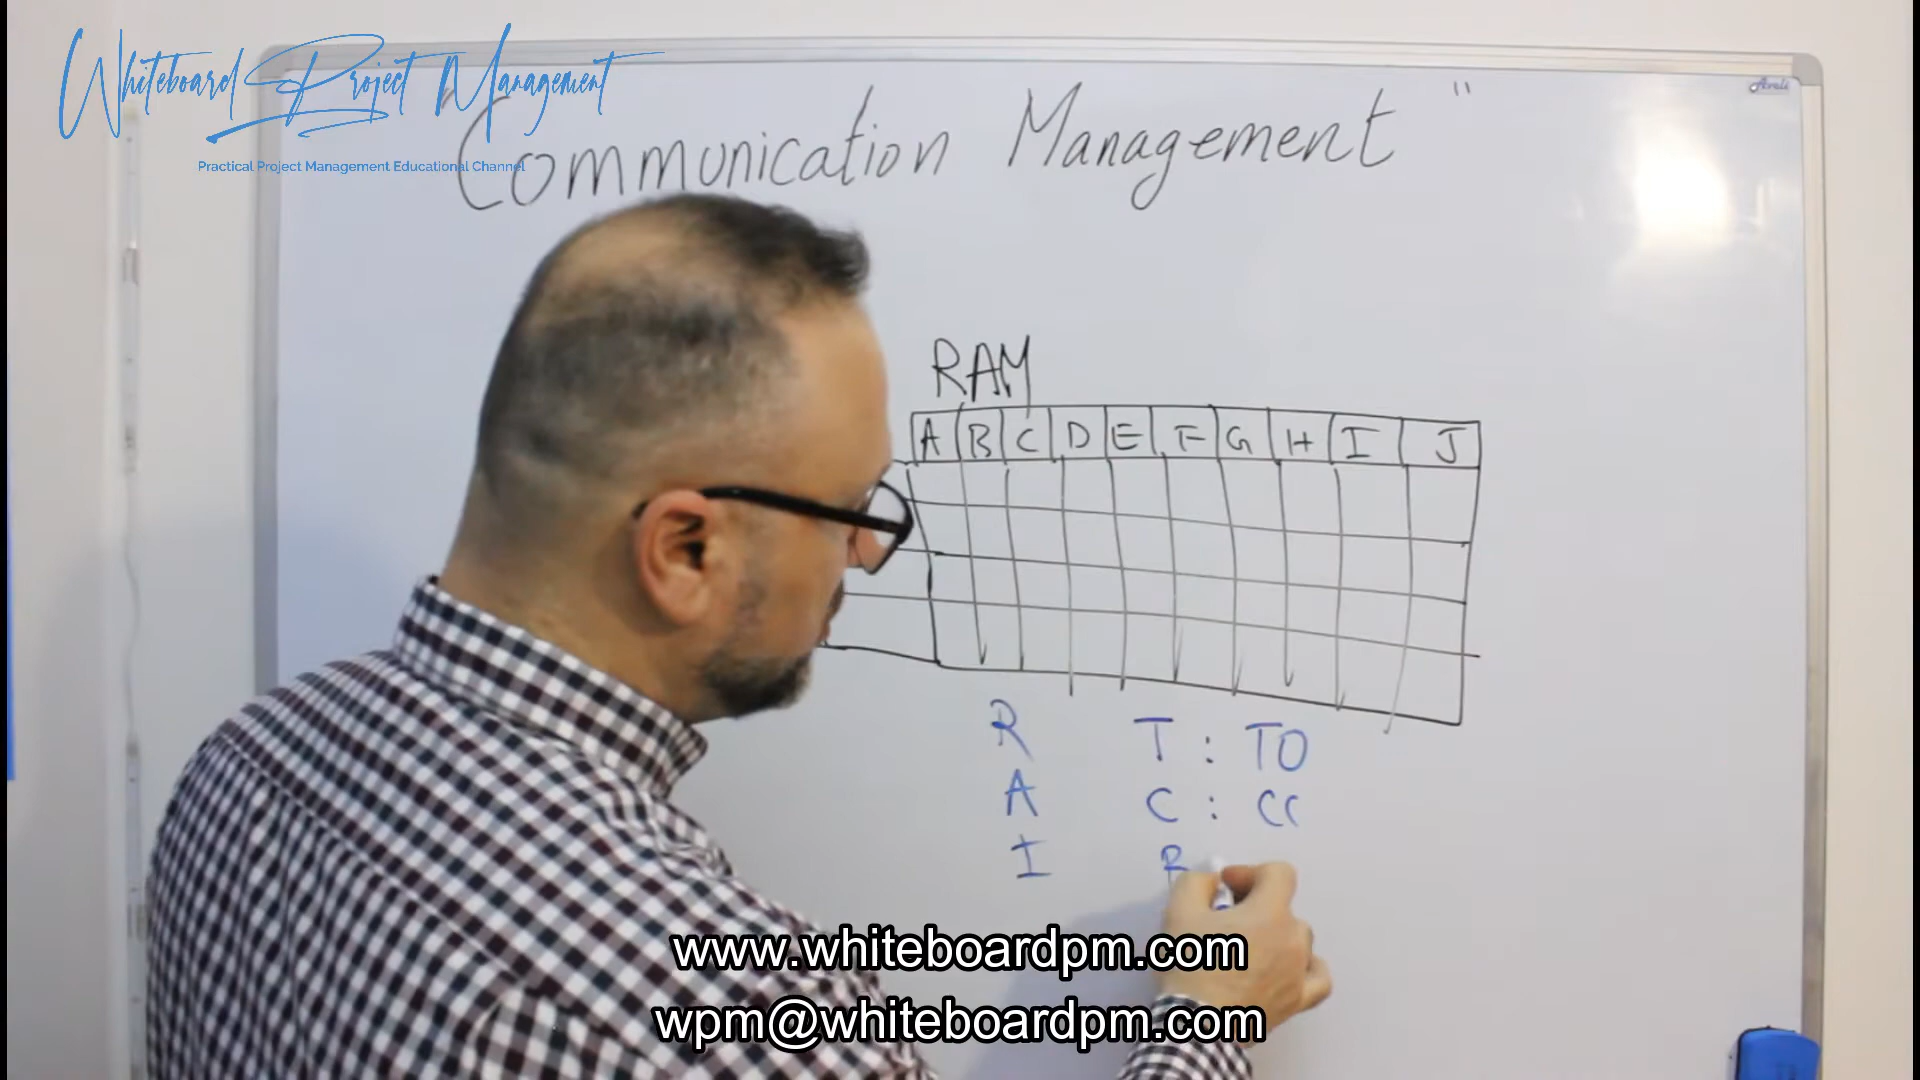 Whiteboard Project Management
Practical Project Management Educational Channel
"Communication Management"
Aveli
RAM
A B C D E F G H I J
R T : TO
A C : CC
I B
www.whiteboardpm.com
wpm@whiteboardpm.com